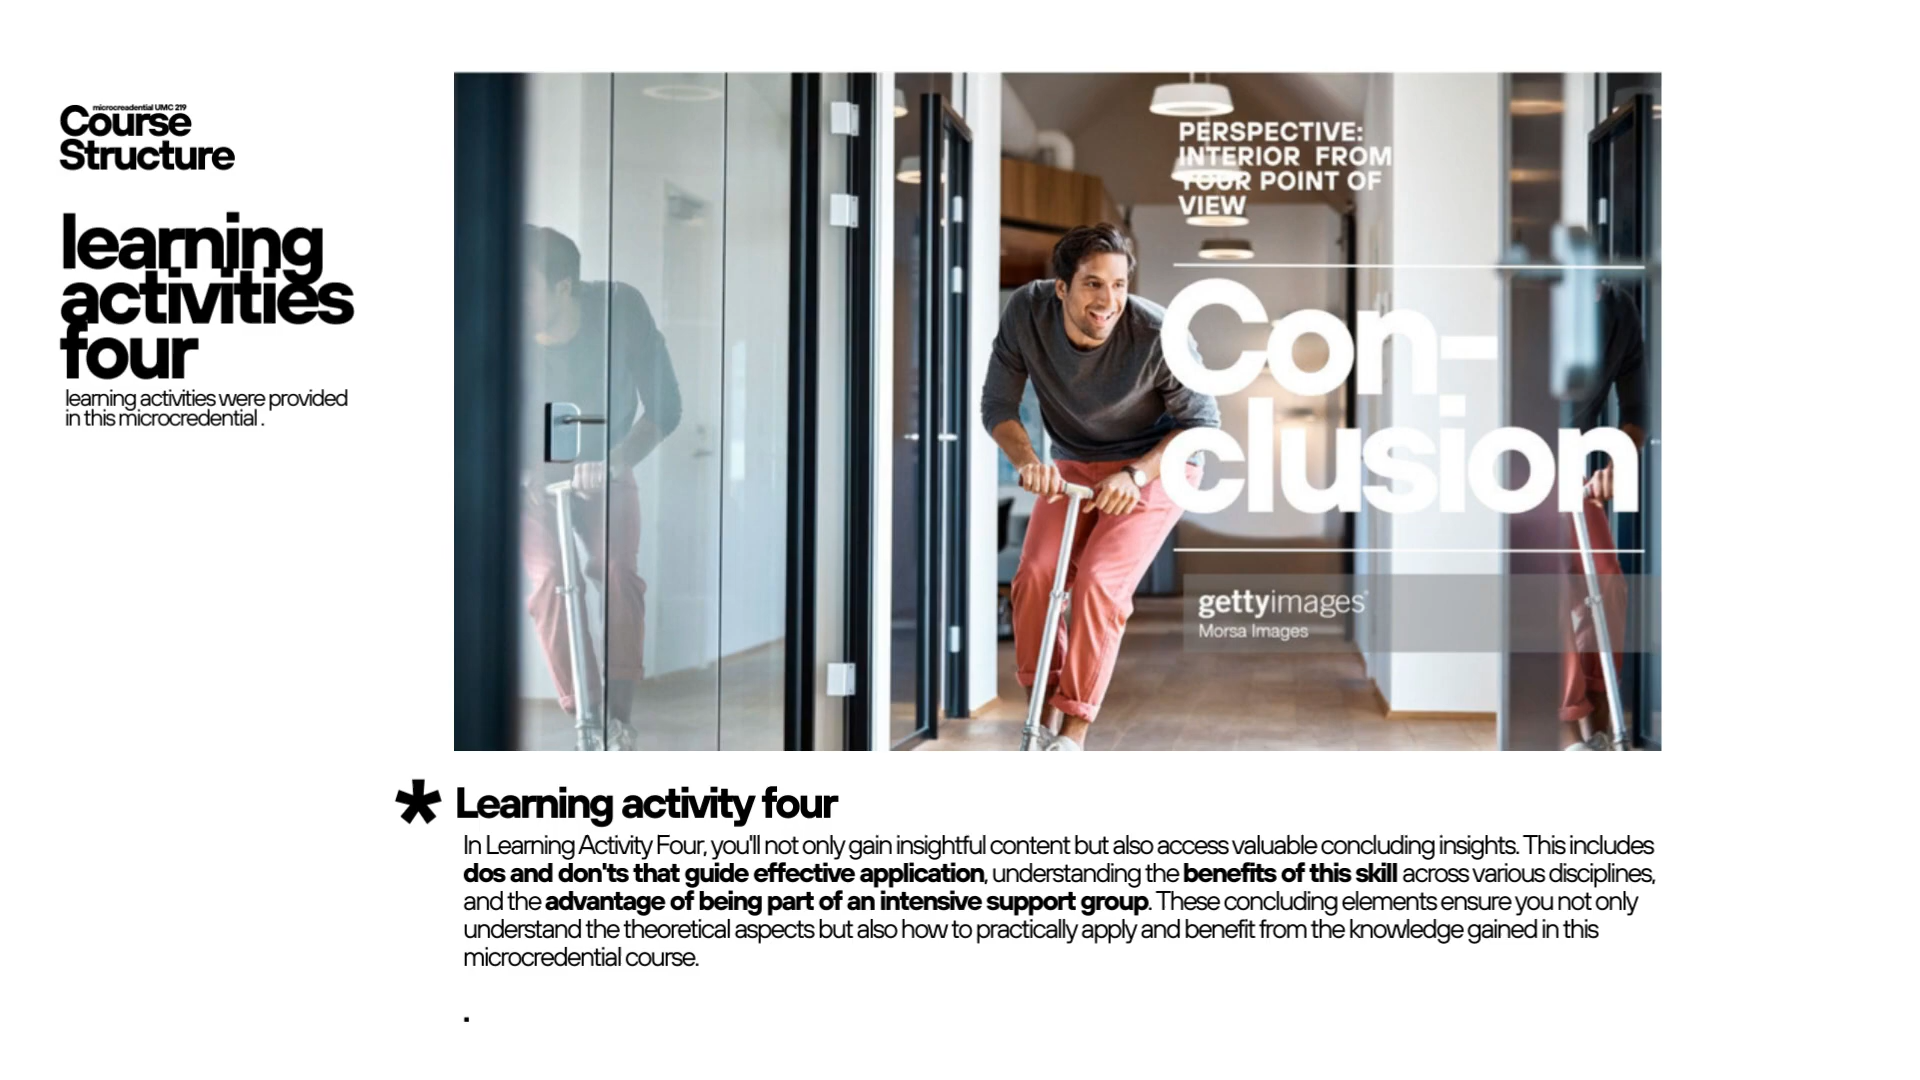 microcreadential UMC 219
Course
Structure
learning
activities
four
learning activities were provided
in this microcredential .
PERSPECTIVE:
INTERIOR FROM
YOUR POINT OF
VIEW
Con-
clusion
gettyimages®
Morsa Images
* Learning activity four
In Learning Activity Four, you'll not only gain insightful content but also access valuable concluding insights. This includes
dos and don'ts that guide effective application, understanding the benefits of this skill across various disciplines,
and the advantage of being part of an intensive support group. These concluding elements ensure you not only
understand the theoretical aspects but also how to practically apply and benefit from the knowledge gained in this
microcredential course.
.